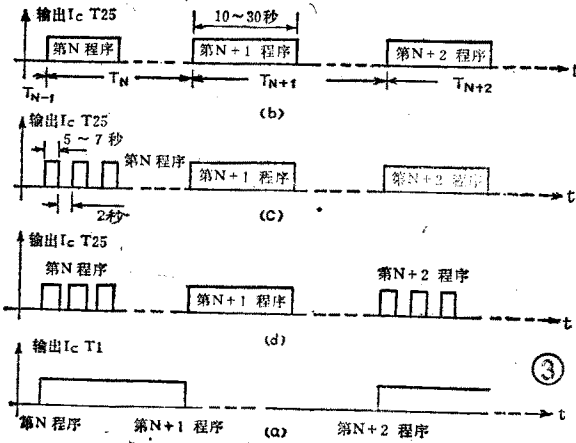 输出Ic T25
10～30秒
第N 程序
第N+1 程序
第N+2 程序
t
TN-1
TN
TN+1
TN+2
(b)
输出Ic T25
5～7秒
第N 程序
第N+1 程序
第N+2 程序
t
2秒
(c)
输出Ic T25
第N 程序
第N+1 程序
第N+2 程序
t
(d)
输出Ic T1
③
t
第N 程序
第N+1 程序
(a)
第N+2 程序